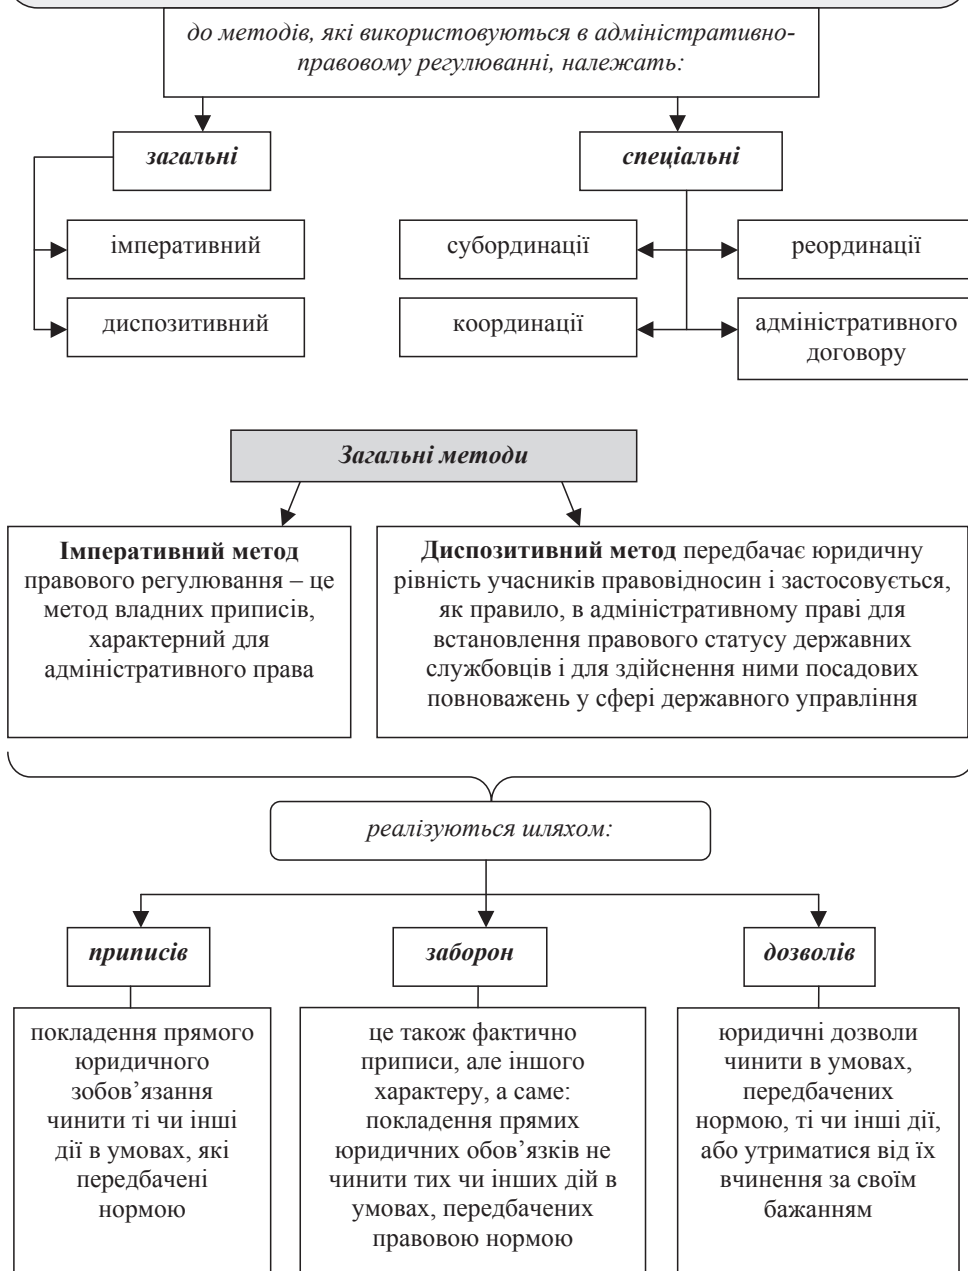 до методів, які використовуються в адміністративно-
правовому регулюванні, належать:
загальні
спеціальні
імперативний
диспозитивний
субординації
реординації
координації
адміністративного
договору
Загальні методи
Імперативний метод
правового регулювання – це
метод владних приписів,
характерний для
адміністративного права
Диспозитивний метод передбачає юридичну
рівність учасників правовідносин і застосовується,
як правило, в адміністративному праві для
встановлення правового статусу державних
службовців і для здійснення ними посадових
повноважень у сфері державного управління
реалізуються шляхом:
приписів
заборон
дозволів
покладення прямого
юридичного
зобов’язання
чинити ті чи інші
дії в умовах, які
передбачені
нормою
це також фактично
приписи, але іншого
характеру, а саме:
покладення прямих
юридичних обов’язків не
чинити тих чи інших дій в
умовах, передбачених
правовою нормою
юридичні дозволи
чинити в умовах,
передбачених
нормою, ті чи інші дії,
або утриматися від їх
вчинення за своїм
бажанням